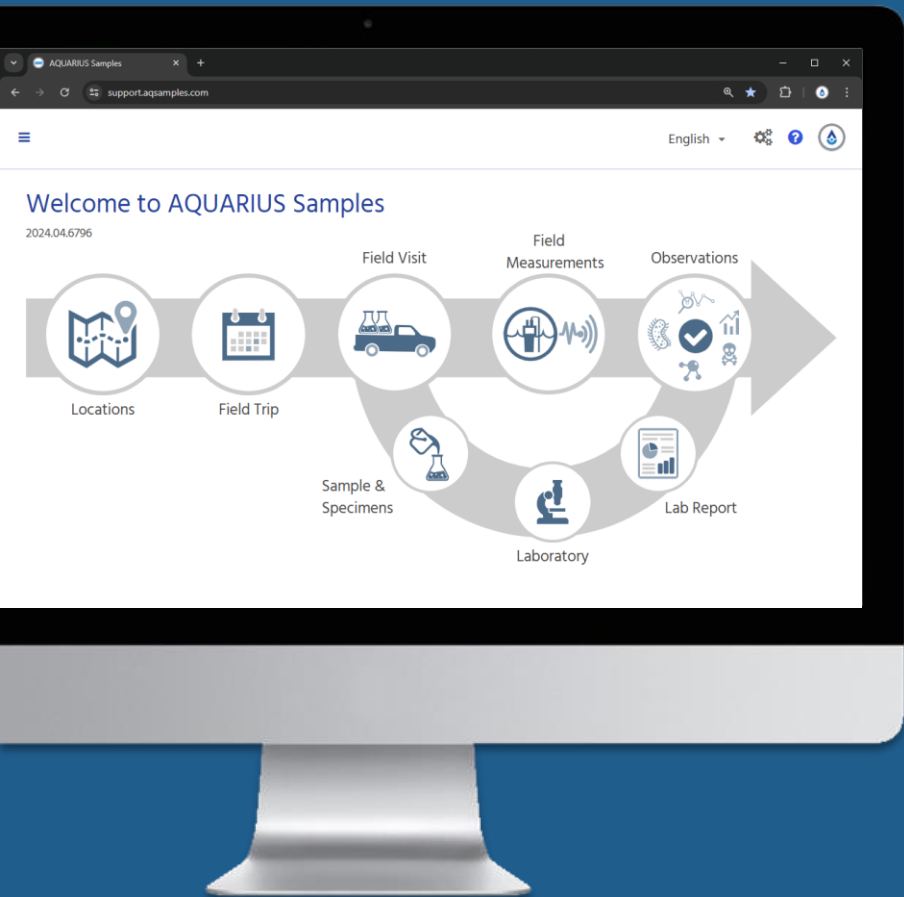 AQUARIUS Samples
support.aqsamples.com
English
Welcome to AQUARIUS Samples
2024.04.6796
Field Visit
Field
Measurements
Observations
Locations
Field Trip
Sample &
Specimens
Lab Report
Laboratory